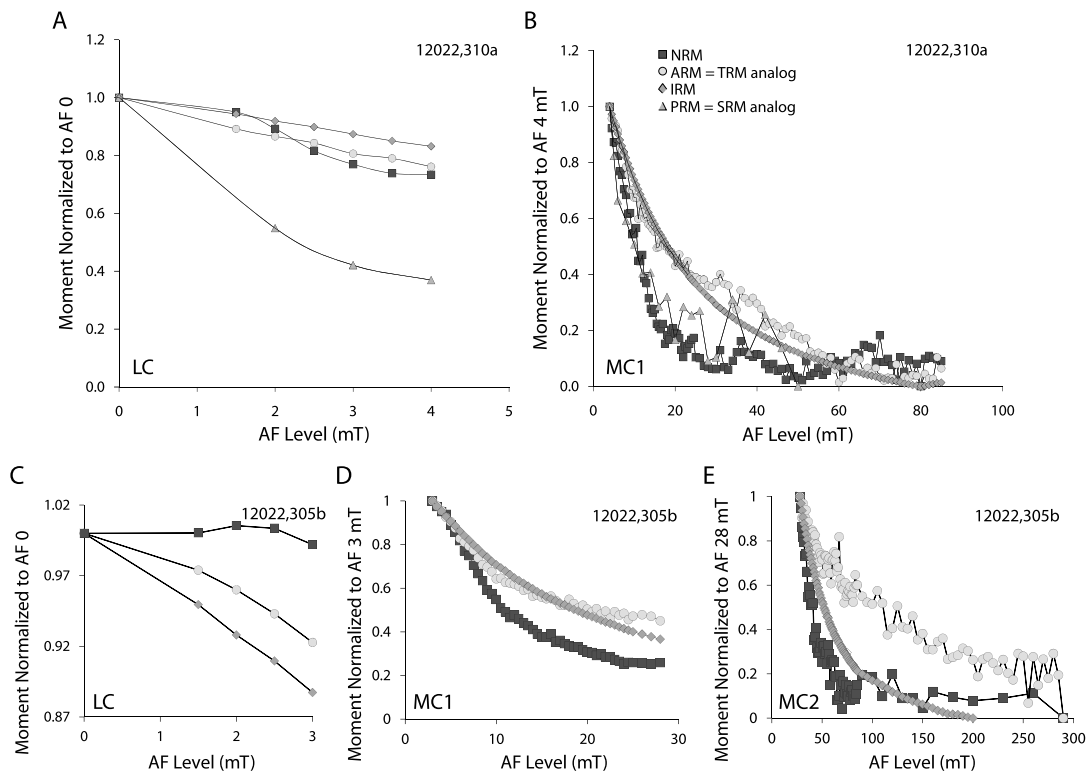 A
12022,310a
Moment Normalized to AF 0
1.2
1.0
0.8
0.6
0.4
0.2
0.0
LC
0
1
2
3
4
5
AF Level (mT)
B
12022,310a
NRM
ARM = TRM analog
IRM
PRM = SRM analog
Moment Normalized to AF 4 mT
1.2
1.0
0.8
0.6
0.4
0.2
0.0
MC1
0
20
40
60
80
100
AF Level (mT)
C
12022,305b
Moment Normalized to AF 0
1.02
0.97
0.92
0.87
LC
0
1
2
3
AF Level (mT)
D
12022,305b
Moment Normalized to AF 3 mT
1
0.8
0.6
0.4
0.2
0
MC1
0
10
20
30
AF Level (mT)
E
12022,305b
Moment Normalized to AF 28 mT
1
0.8
0.6
0.4
0.2
0
MC2
0
50
100
150
200
250
300
AF Level (mT)